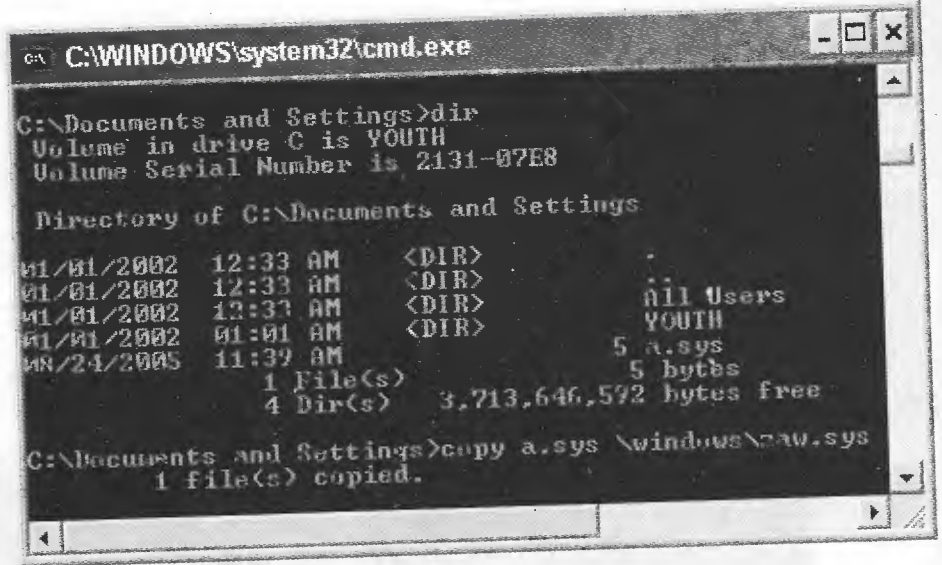 C:\WINDOWS\system32\cmd.exe
C:\Documents and Settings>dir
Volume in drive C is YOUTH
Volume Serial Number is 2131-07E8
Directory of C:\Documents and Settings
01/01/2002 12:33 AM <DIR> .
01/01/2002 12:33 AM <DIR> ..
01/01/2002 12:33 AM <DIR> All Users
01/01/2002 01:01 AM <DIR> YOUTH
08/24/2005 11:39 AM 5 a.sys
1 File(s) 5 bytes
4 Dir(s) 3,713,646,592 bytes free
C:\Documents and Settings>copy a.sys \windows\zaw.sys
1 file(s) copied.